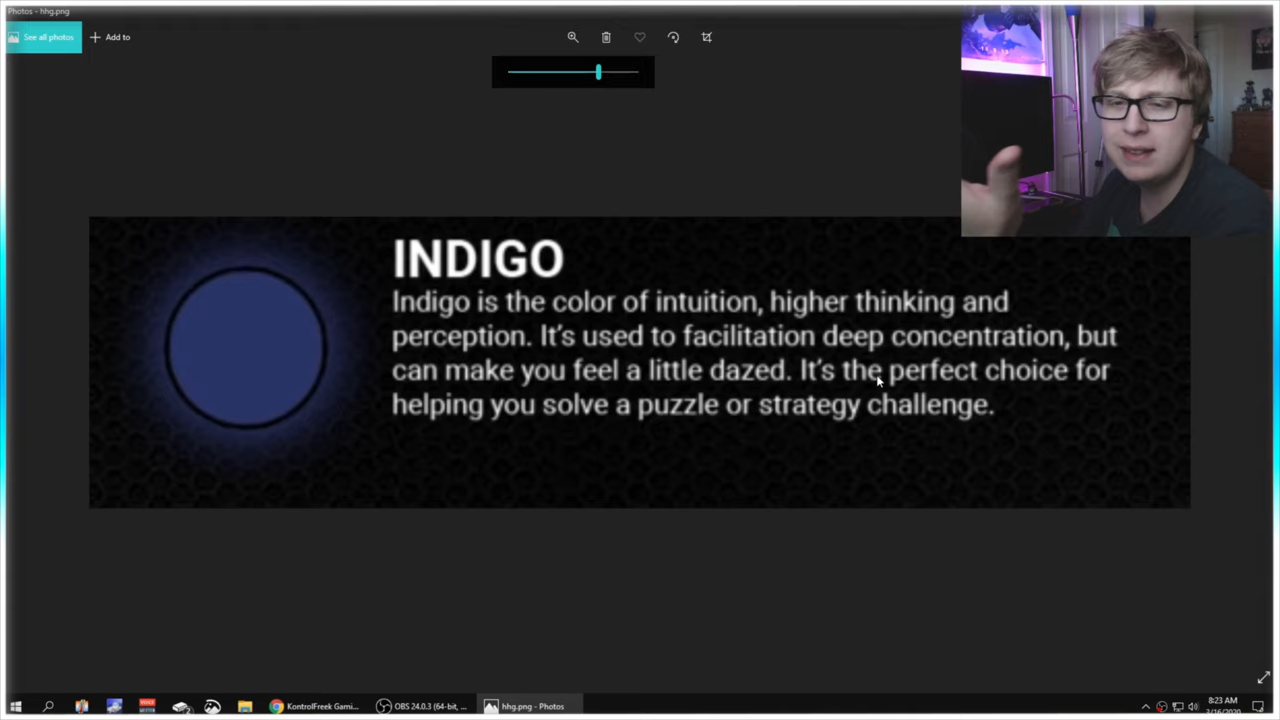 Photos - hhg.png
See all photos
Add to
INDIGO
Indigo is the color of intuition, higher thinking and
perception. It's used to facilitation deep concentration, but
can make you feel a little dazed. It's the perfect choice for
helping you solve a puzzle or strategy challenge.
KontrolFreek Gami...
OBS 24.0.3 (64-bit, ...
hhg.png - Photos
8:23 AM
3/16/2020